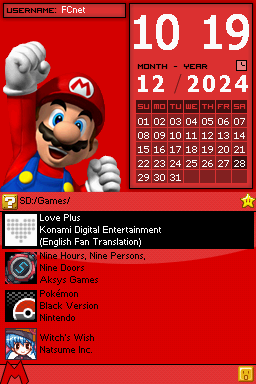 USERNAME: FCnet
10 19
MONTH - YEAR
12 / 2024
SU MO TU WE TH FR SA
01 02 03 04 05 06 07
08 09 10 11 12 13 14
15 16 17 18 19 20 21
22 23 24 25 26 27 28
29 30 31
SD:/Games/
Love Plus
Konami Digital Entertainment
(English Fan Translation)
Nine Hours, Nine Persons,
Nine Doors
Aksys Games
Pokémon
Black Version
Nintendo
Witch's Wish
Natsume Inc.